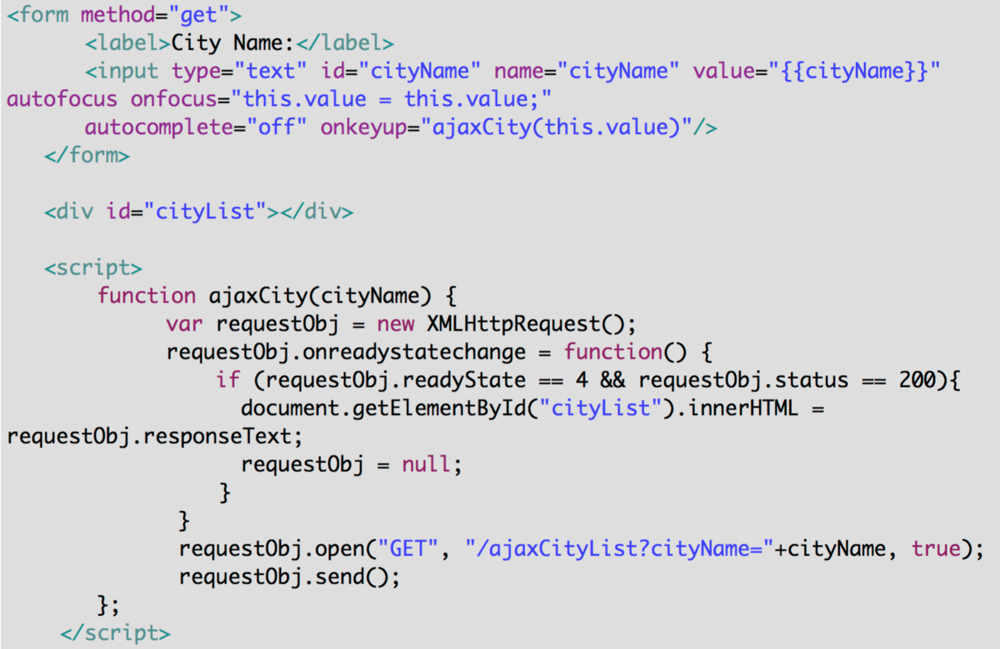 <form method="get">
<label>City Name:</label>
<input type="text" id="cityName" name="cityName" value="{{cityName}}"
autofocus onfocus="this.value = this.value;"
autocomplete="off" onkeyup="ajaxCity(this.value)"/>
</form>
<div id="cityList"></div>
<script>
function ajaxCity(cityName) {
var requestObj = new XMLHttpRequest();
requestObj.onreadystatechange = function() {
if (requestObj.readyState == 4 && requestObj.status == 200){
document.getElementById("cityList").innerHTML =
requestObj.responseText;
requestObj = null;
}
}
requestObj.open("GET", "/ajaxCityList?cityName="+cityName, true);
requestObj.send();
};
</script>